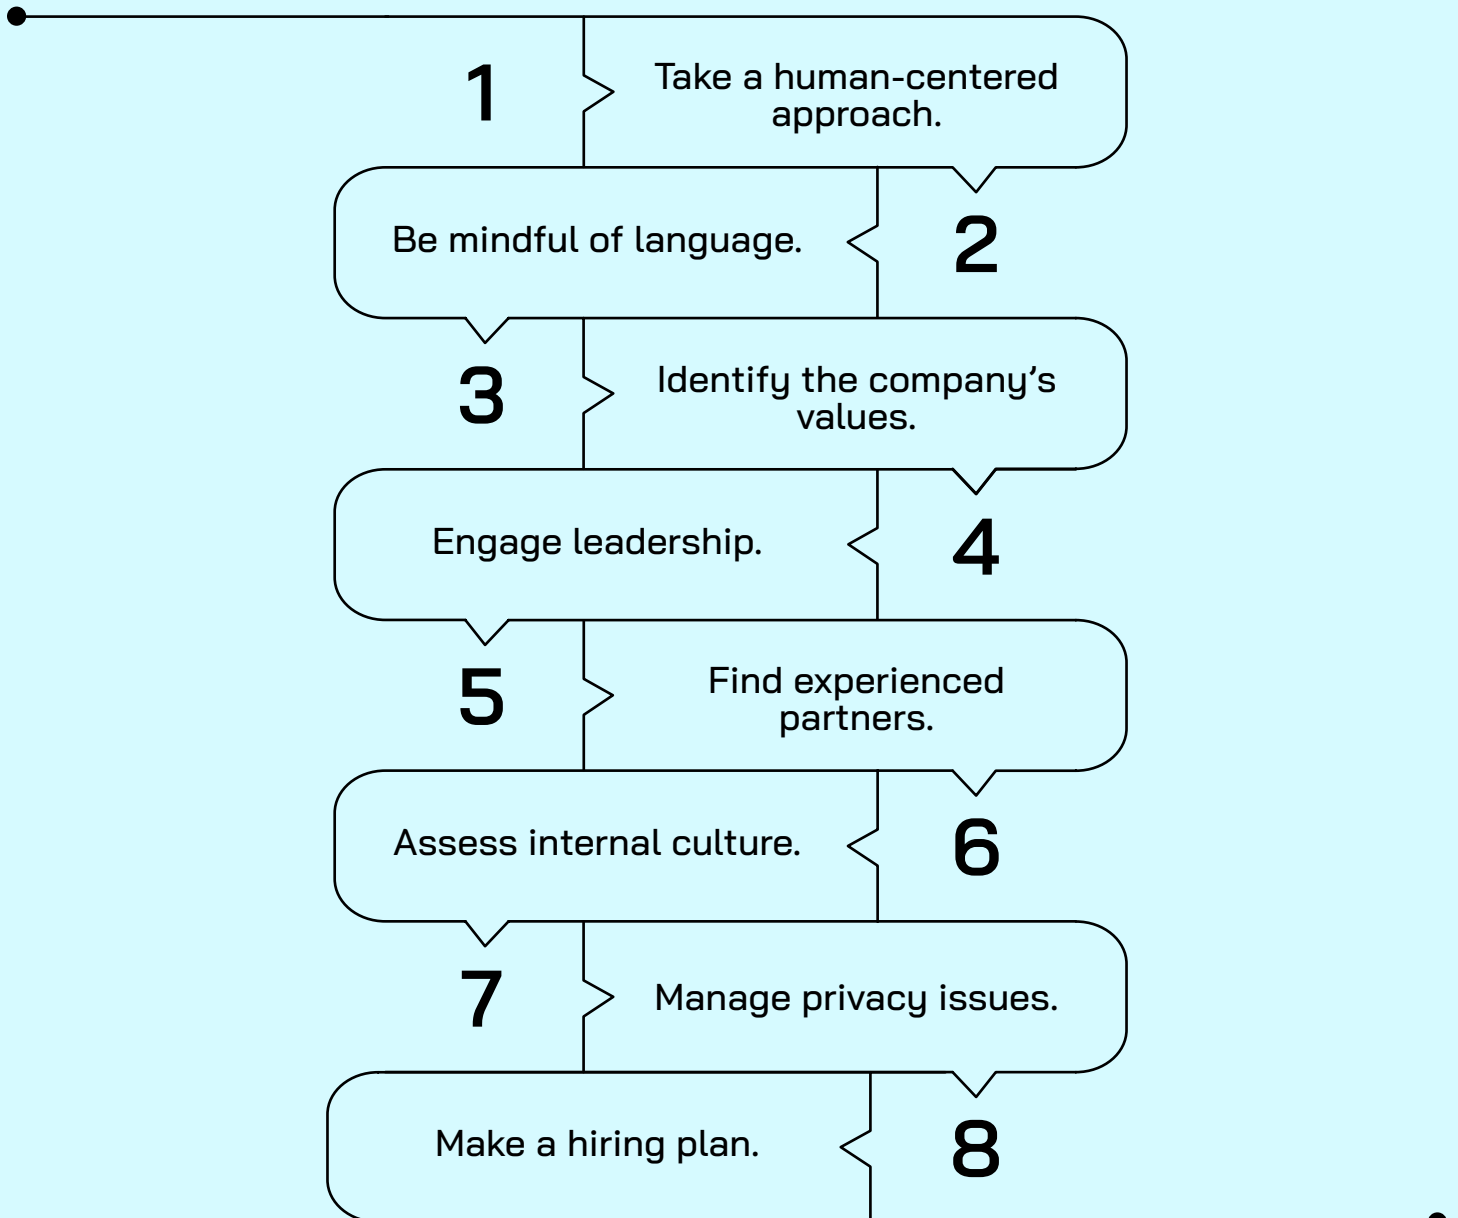 1
Take a human-centered
approach.
Be mindful of language.
2
3
Identify the company’s
values.
Engage leadership.
4
5
Find experienced
partners.
Assess internal culture.
6
7
Manage privacy issues.
Make a hiring plan.
8